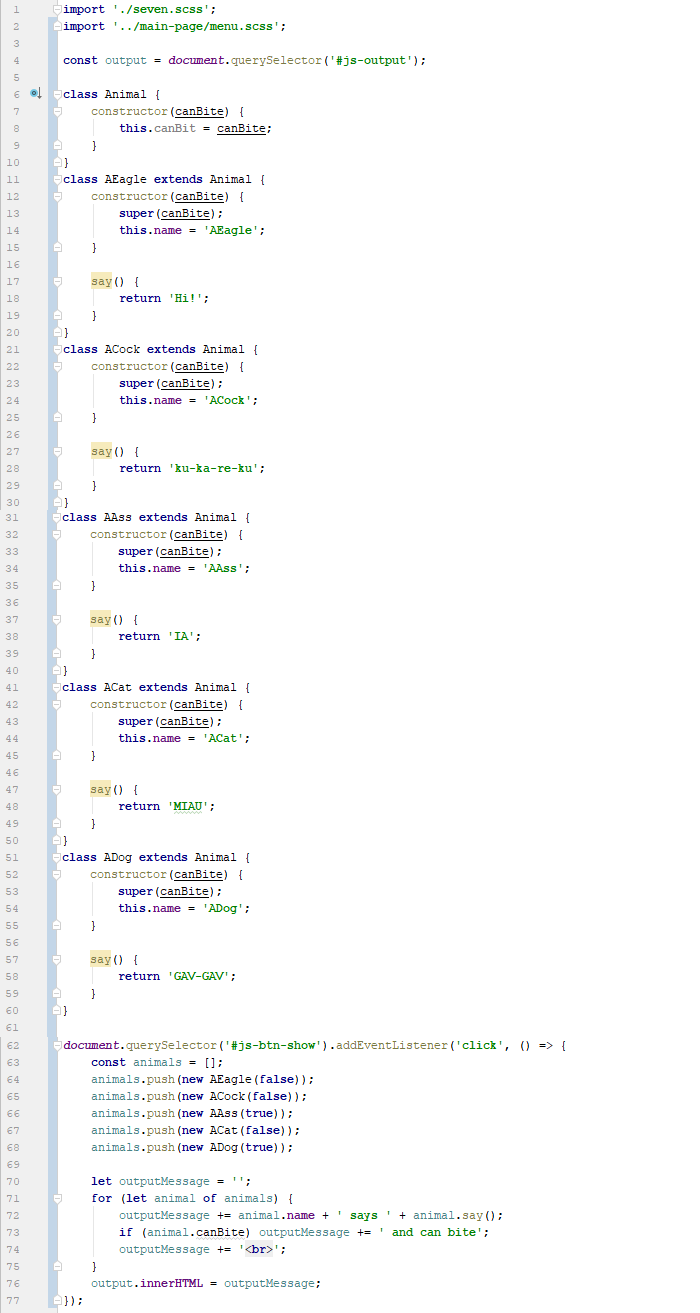 1 import './seven.scss';
2 import '../main-page/menu.scss';
3
4 const output = document.querySelector('#js-output');
5
6 class Animal {
7 constructor(canBite) {
8 this.canBit = canBite;
9 }
10 }
11 class AEagle extends Animal {
12 constructor(canBite) {
13 super(canBite);
14 this.name = 'AEagle';
15 }
16
17 say() {
18 return 'Hi!';
19 }
20 }
21 class ACock extends Animal {
22 constructor(canBite) {
23 super(canBite);
24 this.name = 'ACock';
25 }
26
27 say() {
28 return 'ku-ka-re-ku';
29 }
30 }
31 class AAss extends Animal {
32 constructor(canBite) {
33 super(canBite);
34 this.name = 'AAss';
35 }
36
37 say() {
38 return 'IA';
39 }
40 }
41 class ACat extends Animal {
42 constructor(canBite) {
43 super(canBite);
44 this.name = 'ACat';
45 }
46
47 say() {
48 return 'MIAU';
49 }
50 }
51 class ADog extends Animal {
52 constructor(canBite) {
53 super(canBite);
54 this.name = 'ADog';
55 }
56
57 say() {
58 return 'GAV-GAV';
59 }
60 }
61
62 document.querySelector('#js-btn-show').addEventListener('click', () => {
63 const animals = [];
64 animals.push(new AEagle(false));
65 animals.push(new ACock(false));
66 animals.push(new AAss(true));
67 animals.push(new ACat(false));
68 animals.push(new ADog(true));
69
70 let outputMessage = '';
71 for (let animal of animals) {
72 outputMessage += animal.name + ' says ' + animal.say();
73 if (animal.canBite) outputMessage += ' and can bite';
74 outputMessage += '<br>';
75 }
76 output.innerHTML = outputMessage;
77 });